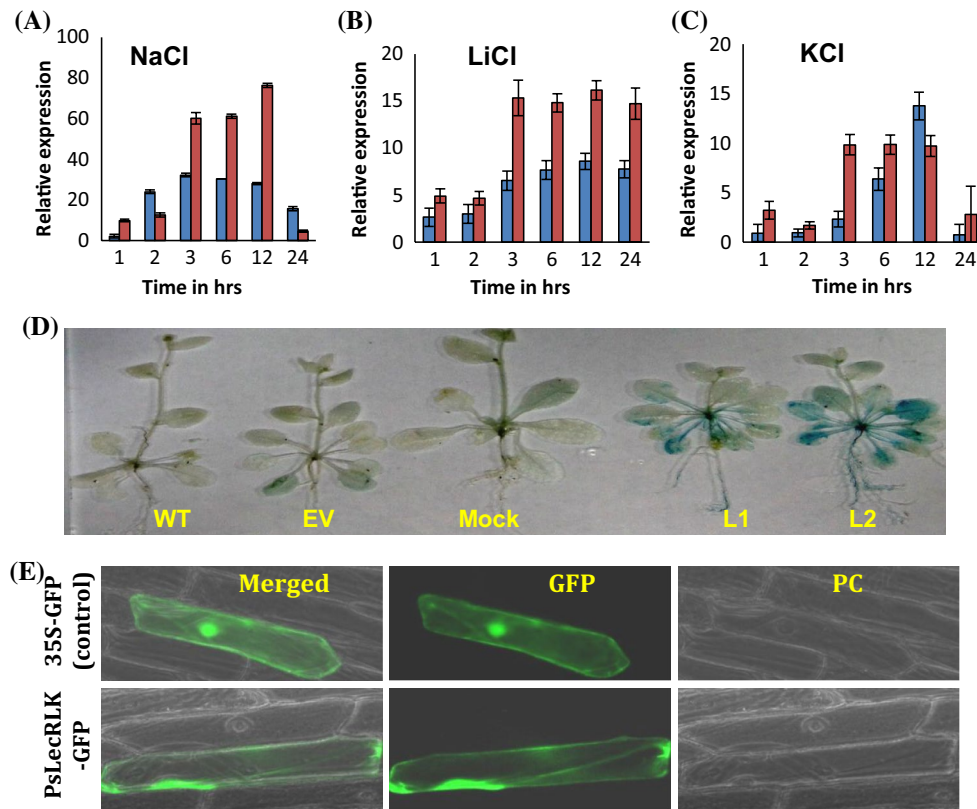 (A)
NaCl
Relative expression
100
80
60
40
20
0
1 2 3 6 12 24
Time in hrs
(B)
LiCl
Relative expression
20
15
10
5
0
1 2 3 6 12 24
Time in hrs
(C)
KCl
Relative expression
20
15
10
5
0
1 2 3 6 12 24
Time in hrs
(D)
WT EV Mock L1 L2
(E)
Merged GFP PC
35S-GFP
(control)
PsLecRLK
-GFP